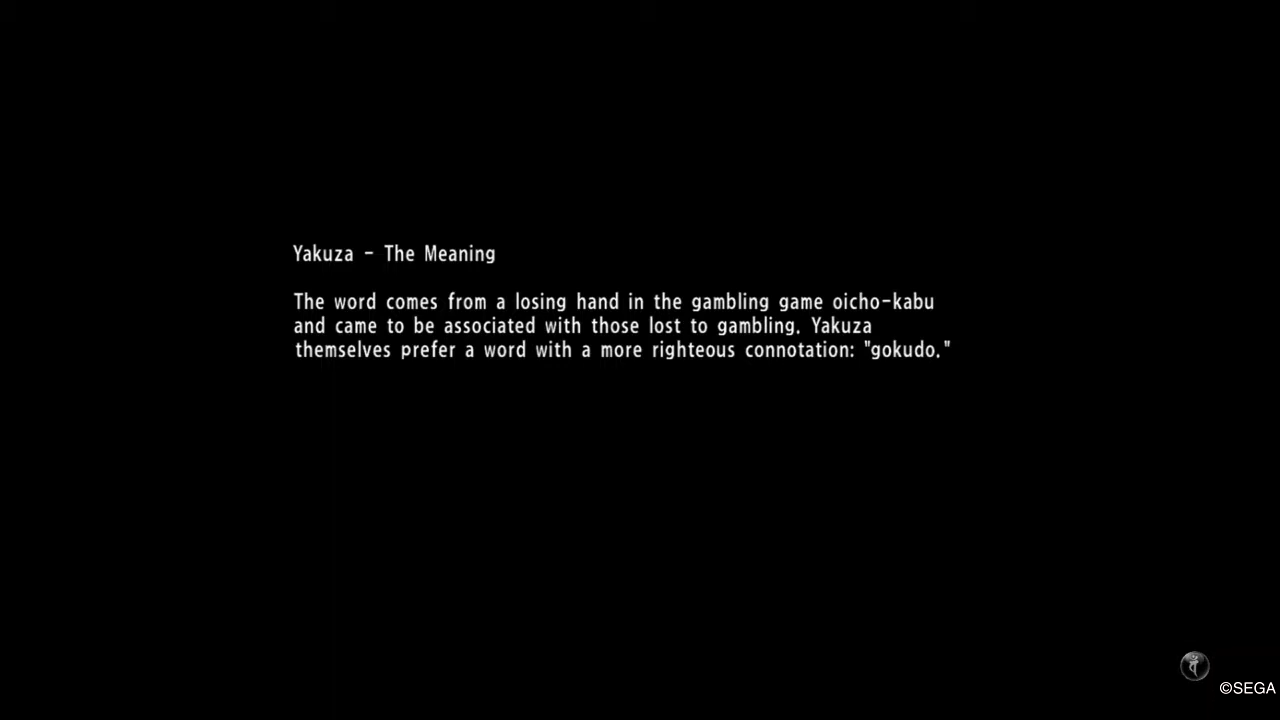 Yakuza - The Meaning
The word comes from a losing hand in the gambling game oicho-kabu
and came to be associated with those lost to gambling. Yakuza
themselves prefer a word with a more righteous connotation: "gokudo."
©SEGA